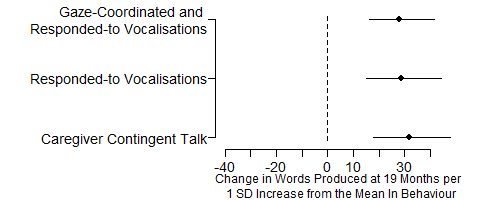 Gaze-Coordinated and
Responded-to Vocalisations
Responded-to Vocalisations
Caregiver Contingent Talk
-40 -20 0 10 30
Change in Words Produced at 19 Months per
1 SD Increase from the Mean In Behaviour